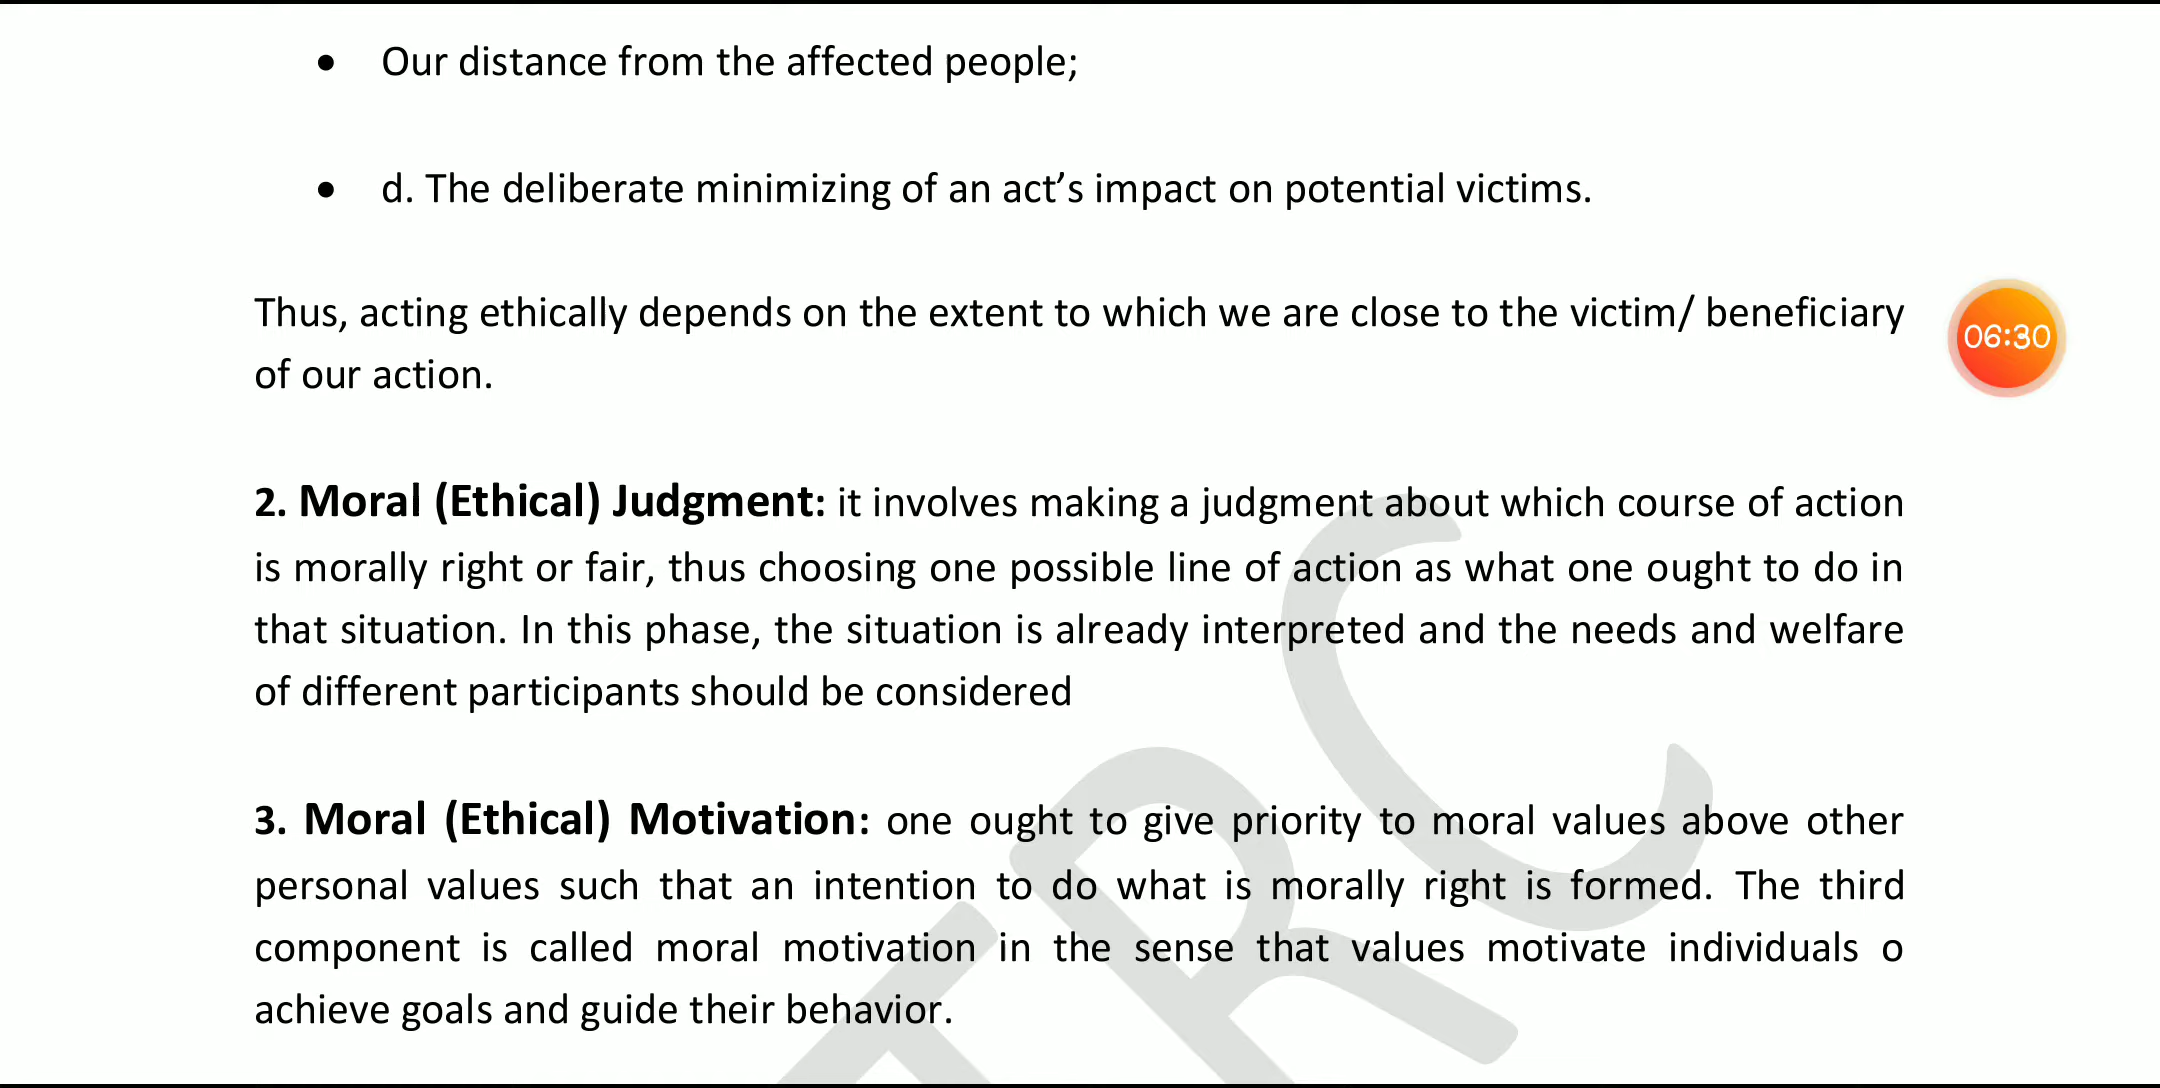 • Our distance from the affected people;
• d. The deliberate minimizing of an act’s impact on potential victims.
Thus, acting ethically depends on the extent to which we are close to the victim/ beneficiary
of our action.
06:30
2. Moral (Ethical) Judgment: it involves making a judgment about which course of action
is morally right or fair, thus choosing one possible line of action as what one ought to do in
that situation. In this phase, the situation is already interpreted and the needs and welfare
of different participants should be considered
3. Moral (Ethical) Motivation: one ought to give priority to moral values above other
personal values such that an intention to do what is morally right is formed. The third
component is called moral motivation in the sense that values motivate individuals o
achieve goals and guide their behavior.
TRC